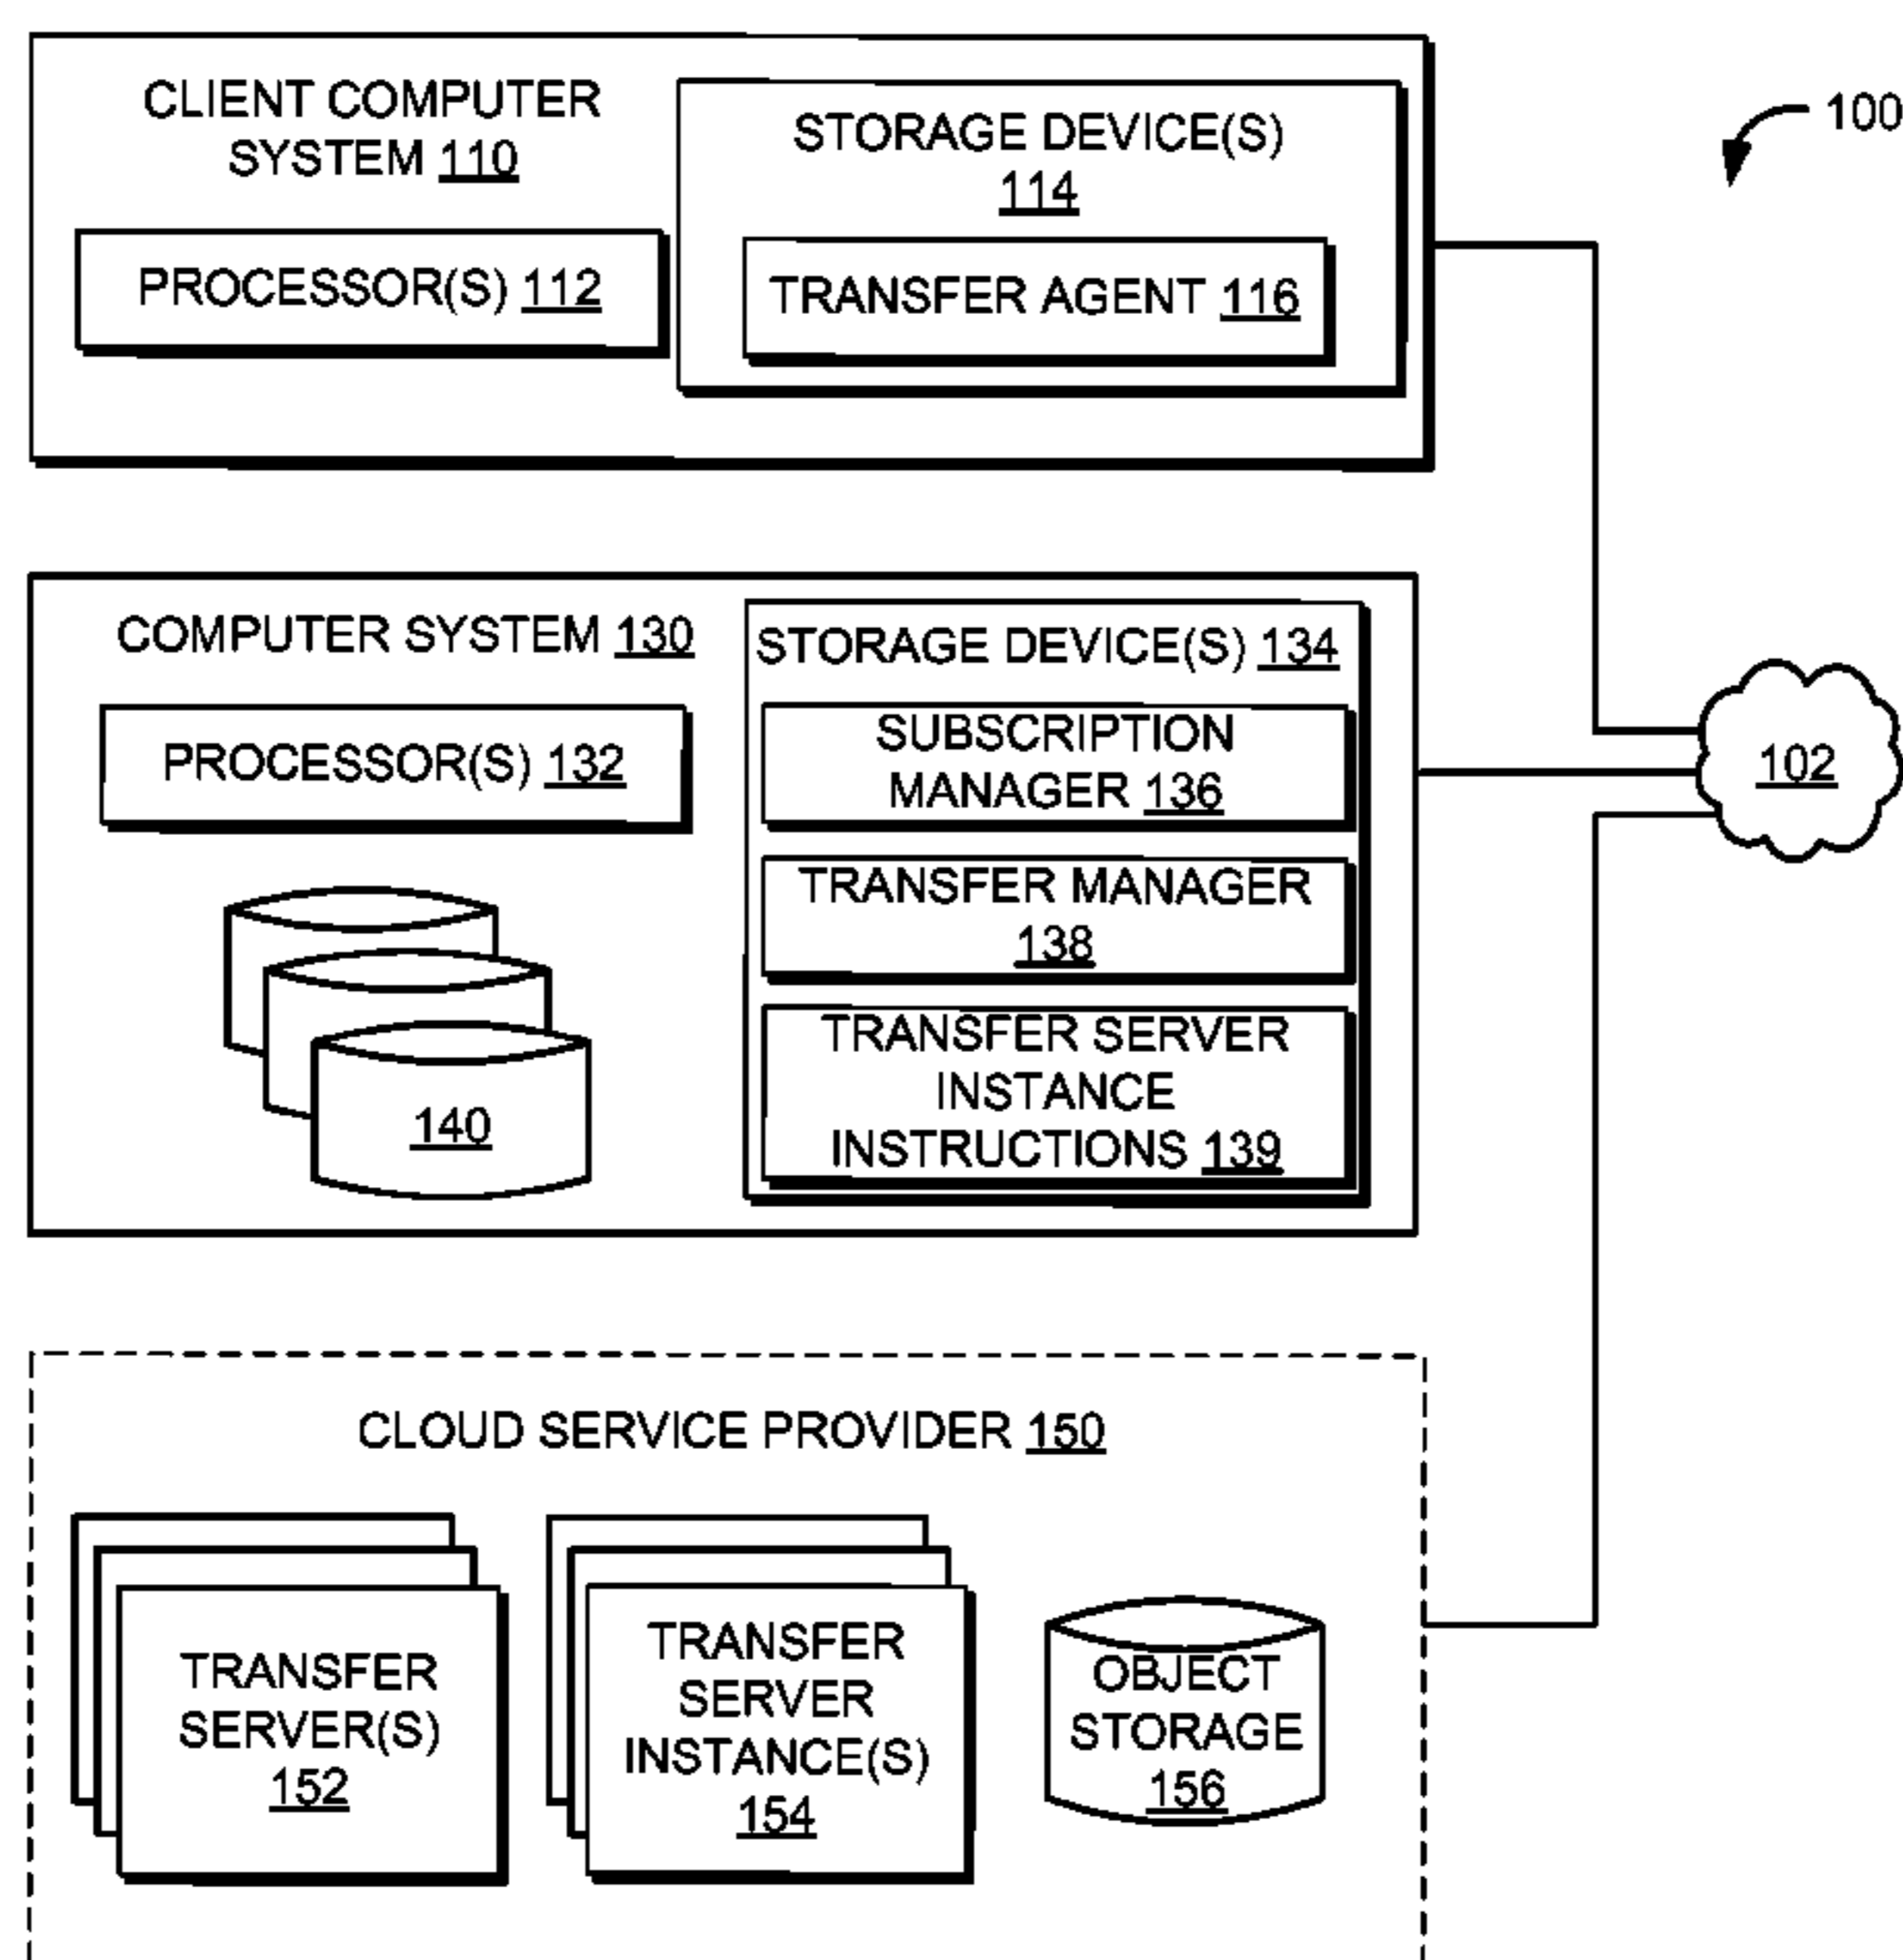 100
CLIENT COMPUTER
SYSTEM 110
PROCESSOR(S) 112
STORAGE DEVICE(S)
114
TRANSFER AGENT 116
COMPUTER SYSTEM 130
PROCESSOR(S) 132
140
STORAGE DEVICE(S) 134
SUBSCRIPTION
MANAGER 136
TRANSFER MANAGER
138
TRANSFER SERVER
INSTANCE
INSTRUCTIONS 139
102
CLOUD SERVICE PROVIDER 150
TRANSFER
SERVER(S)
152
TRANSFER
SERVER
INSTANCE(S)
154
OBJECT
STORAGE
156